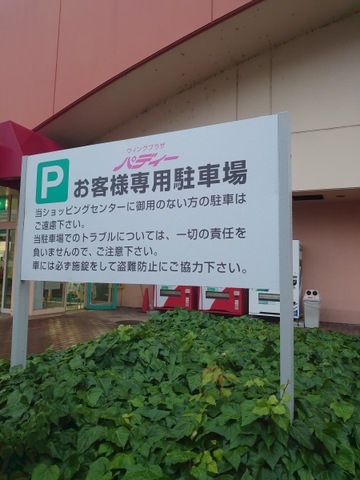 ウィングプラザ
パディー
P
お客様専用駐車場
当ショッピングセンターに御用のない方の駐車は
ご遠慮下さい。
当駐車場でのトラブルについては、一切の責任を
負いませんので、ご注意下さい。
車には必ず施錠をして盗難防止にご協力下さい。